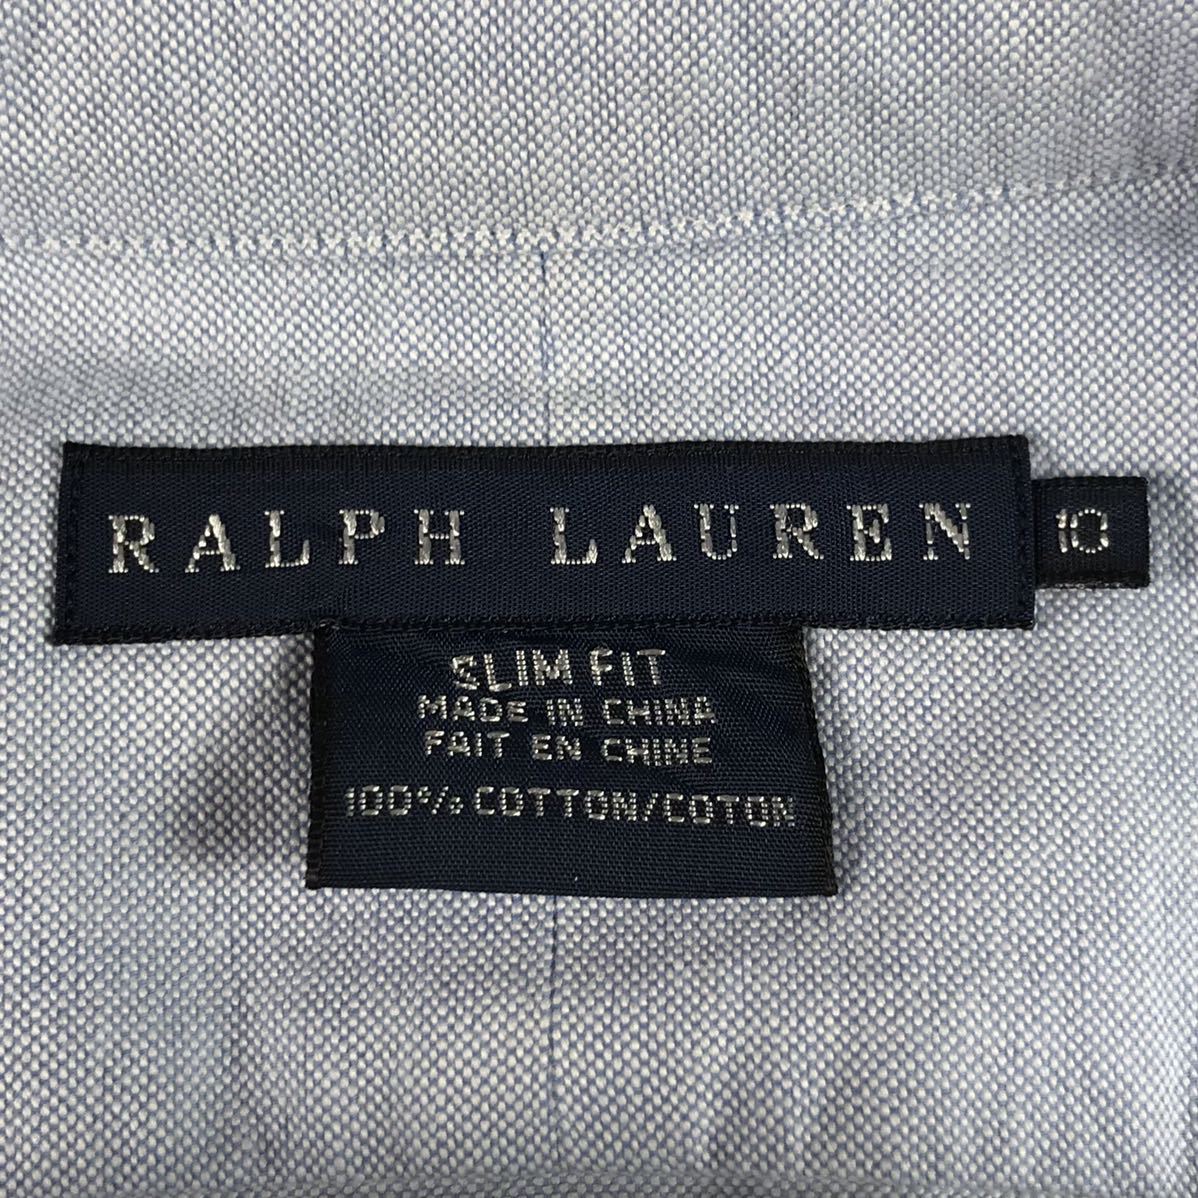 RALPH LAUREN 10
SLIM FIT
MADE IN CHINA
FAIT EN CHINE
100% COTTON/COTON